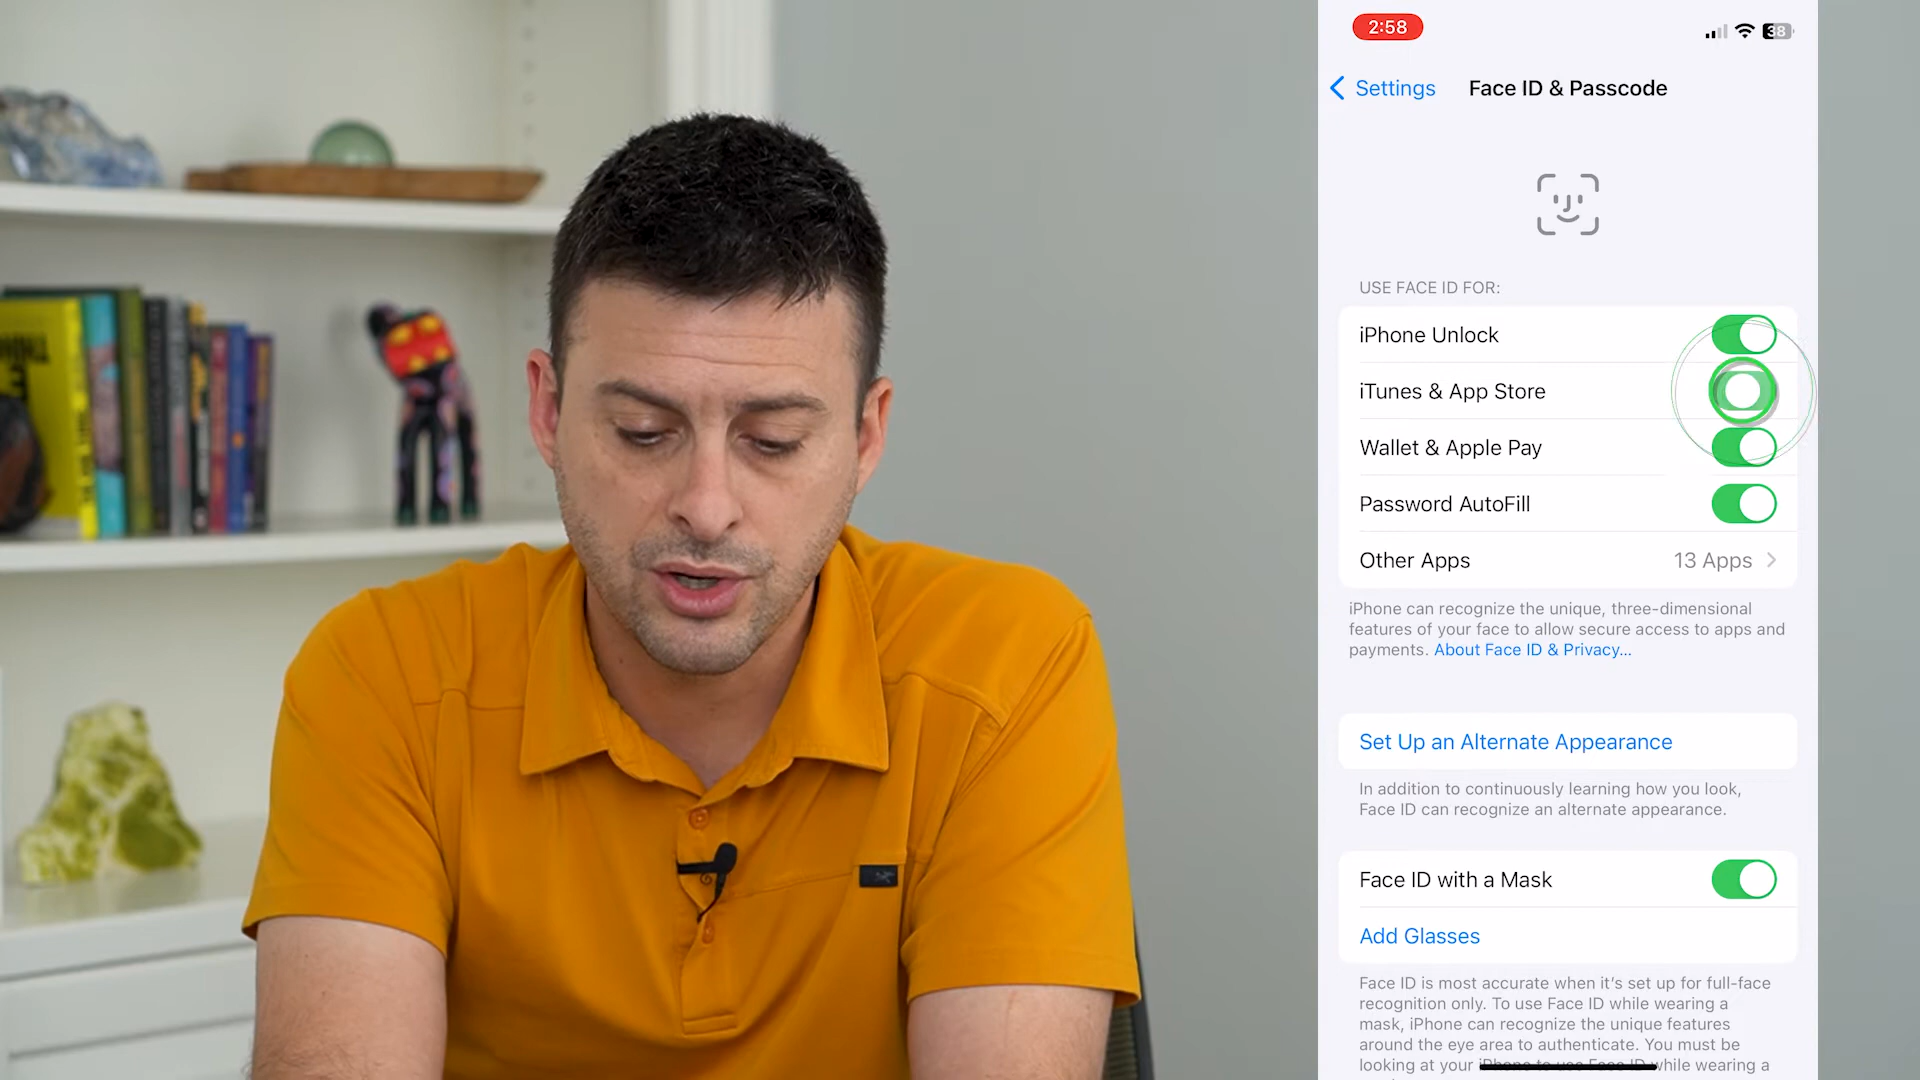 2:58
38
Settings
Face ID & Passcode
USE FACE ID FOR:
iPhone Unlock
iTunes & App Store
Wallet & Apple Pay
Password AutoFill
Other Apps 13 Apps
iPhone can recognize the unique, three-dimensional
features of your face to allow secure access to apps and
payments. About Face ID & Privacy...
Set Up an Alternate Appearance
In addition to continuously learning how you look,
Face ID can recognize an alternate appearance.
Face ID with a Mask
Add Glasses
Face ID is most accurate when it's set up for full-face
recognition only. To use Face ID while wearing a
mask, iPhone can recognize the unique features
around the eye area to authenticate. You must be
looking at your iPhone to use Face ID while wearing a